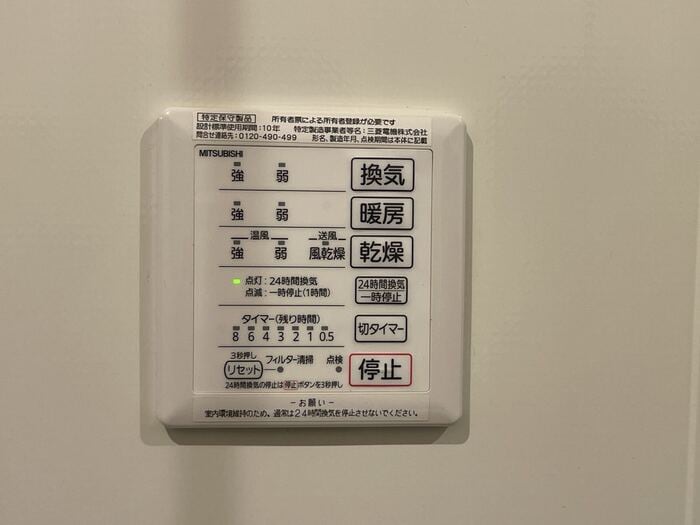 特定保守製品 所有者票による所有者登録が必要です
設計標準使用期間:10年 特定製造事業者等名:三菱電機株式会社
問合せ連絡先:0120-490-499 形名、製造年月、点検期間は本体に記載
MITSUBISHI
強 弱 換気
強 弱 暖房
温風 送風
強 弱 風乾燥 乾燥
点灯:24時間換気
点滅:一時停止(1時間)
24時間換気
一時停止
タイマー(残り時間)
8 6 4 3 2 1 0.5
切タイマー
3秒押し
リセット フィルター清掃 点検
停止
24時間換気の停止は停止ボタンを3秒押し
−お願い−
室内環境維持のため、通常は24時間換気を停止させないでください。